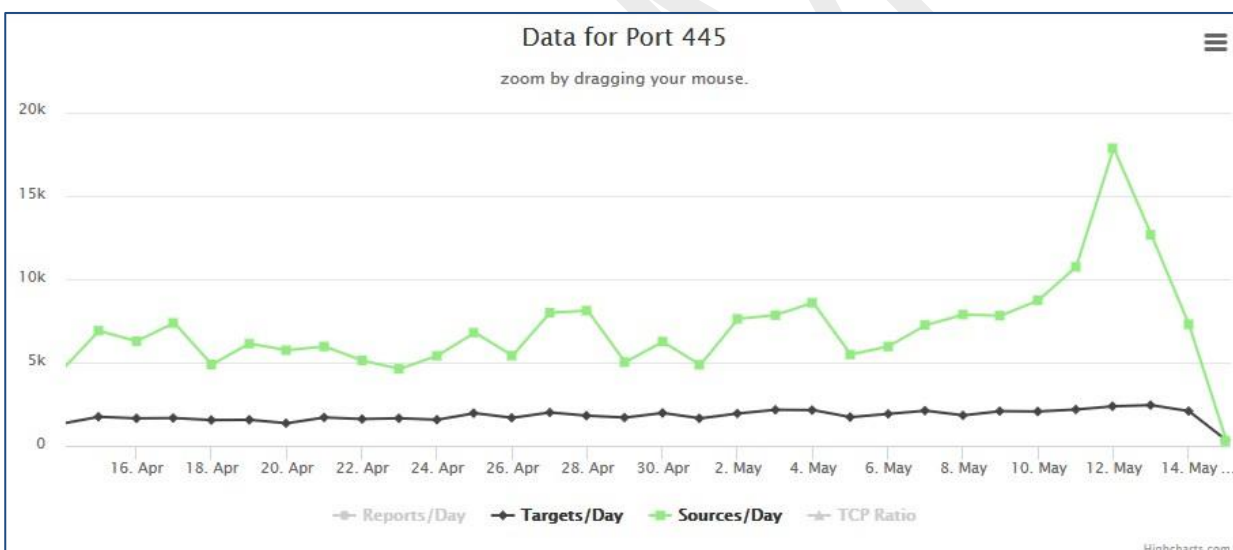 Data for Port 445
zoom by dragging your mouse.
20k
15k
10k
5k
0
16. Apr 18. Apr 20. Apr 22. Apr 24. Apr 26. Apr 28. Apr 30. Apr 2. May 4. May 6. May 8. May 10. May 12. May 14. May ...
Reports/Day Targets/Day Sources/Day TCP Ratio
Highcharts.com